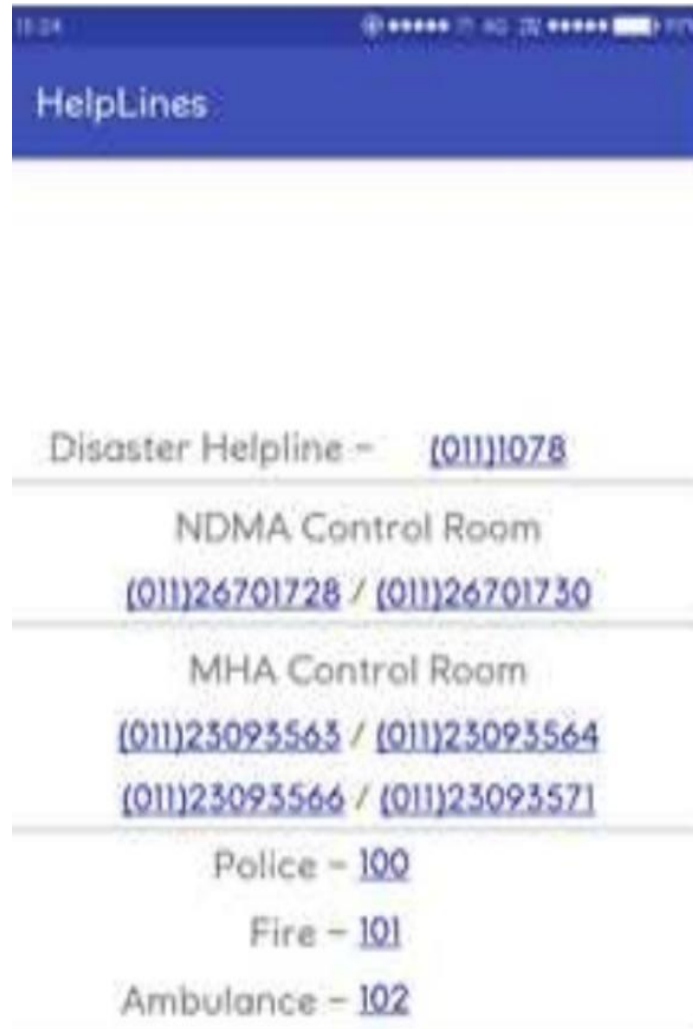 HelpLines
Disaster Helpline - (011)1078
NDMA Control Room
(011)26701728 / (011)26701730
MHA Control Room
(011)23093563 / (011)23093564
(011)23093566 / (011)23093571
Police - 100
Fire - 101
Ambulance - 102